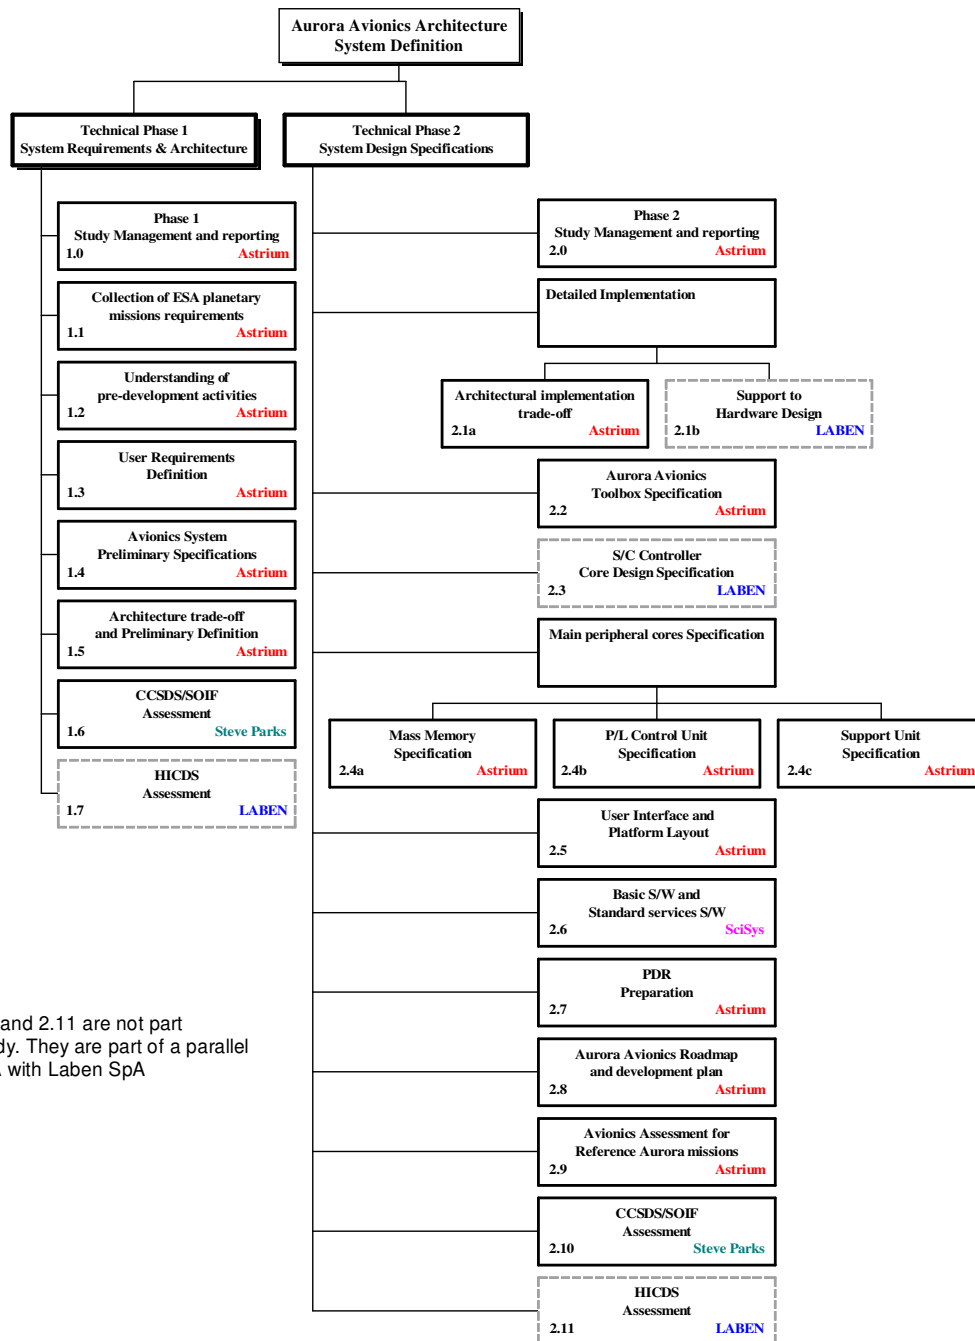 Aurora Avionics Architecture
System Definition
Technical Phase 1
System Requirements & Architecture
Technical Phase 2
System Design Specifications
Phase 1
Study Management and reporting
1.0 Astrium
Collection of ESA planetary
missions requirements
1.1 Astrium
Understanding of
pre-development activities
1.2 Astrium
User Requirements
Definition
1.3 Astrium
Avionics System
Preliminary Specifications
1.4 Astrium
Architecture trade-off
and Preliminary Definition
1.5 Astrium
CCSDS/SOIF
Assessment
1.6 Steve Parks
HICDS
Assessment
1.7 LABEN
Phase 2
Study Management and reporting
2.0 Astrium
Detailed Implementation
Architectural implementation
trade-off
2.1a Astrium
Support to
Hardware Design
2.1b LABEN
Aurora Avionics
Toolbox Specification
2.2 Astrium
S/C Controller
Core Design Specification
2.3 LABEN
Main peripheral cores Specification
Mass Memory
Specification
2.4a Astrium
P/L Control Unit
Specification
2.4b Astrium
Support Unit
Specification
2.4c Astrium
User Interface and
Platform Layout
2.5 Astrium
Basic S/W and
Standard services S/W
2.6 SciSys
PDR
Preparation
2.7 Astrium
Aurora Avionics Roadmap
and development plan
2.8 Astrium
Avionics Assessment for
Reference Aurora missions
2.9 Astrium
CCSDS/SOIF
Assessment
2.10 Steve Parks
HICDS
Assessment
2.11 LABEN
and 2.11 are not part
dy. They are part of a parallel
with Laben SpA